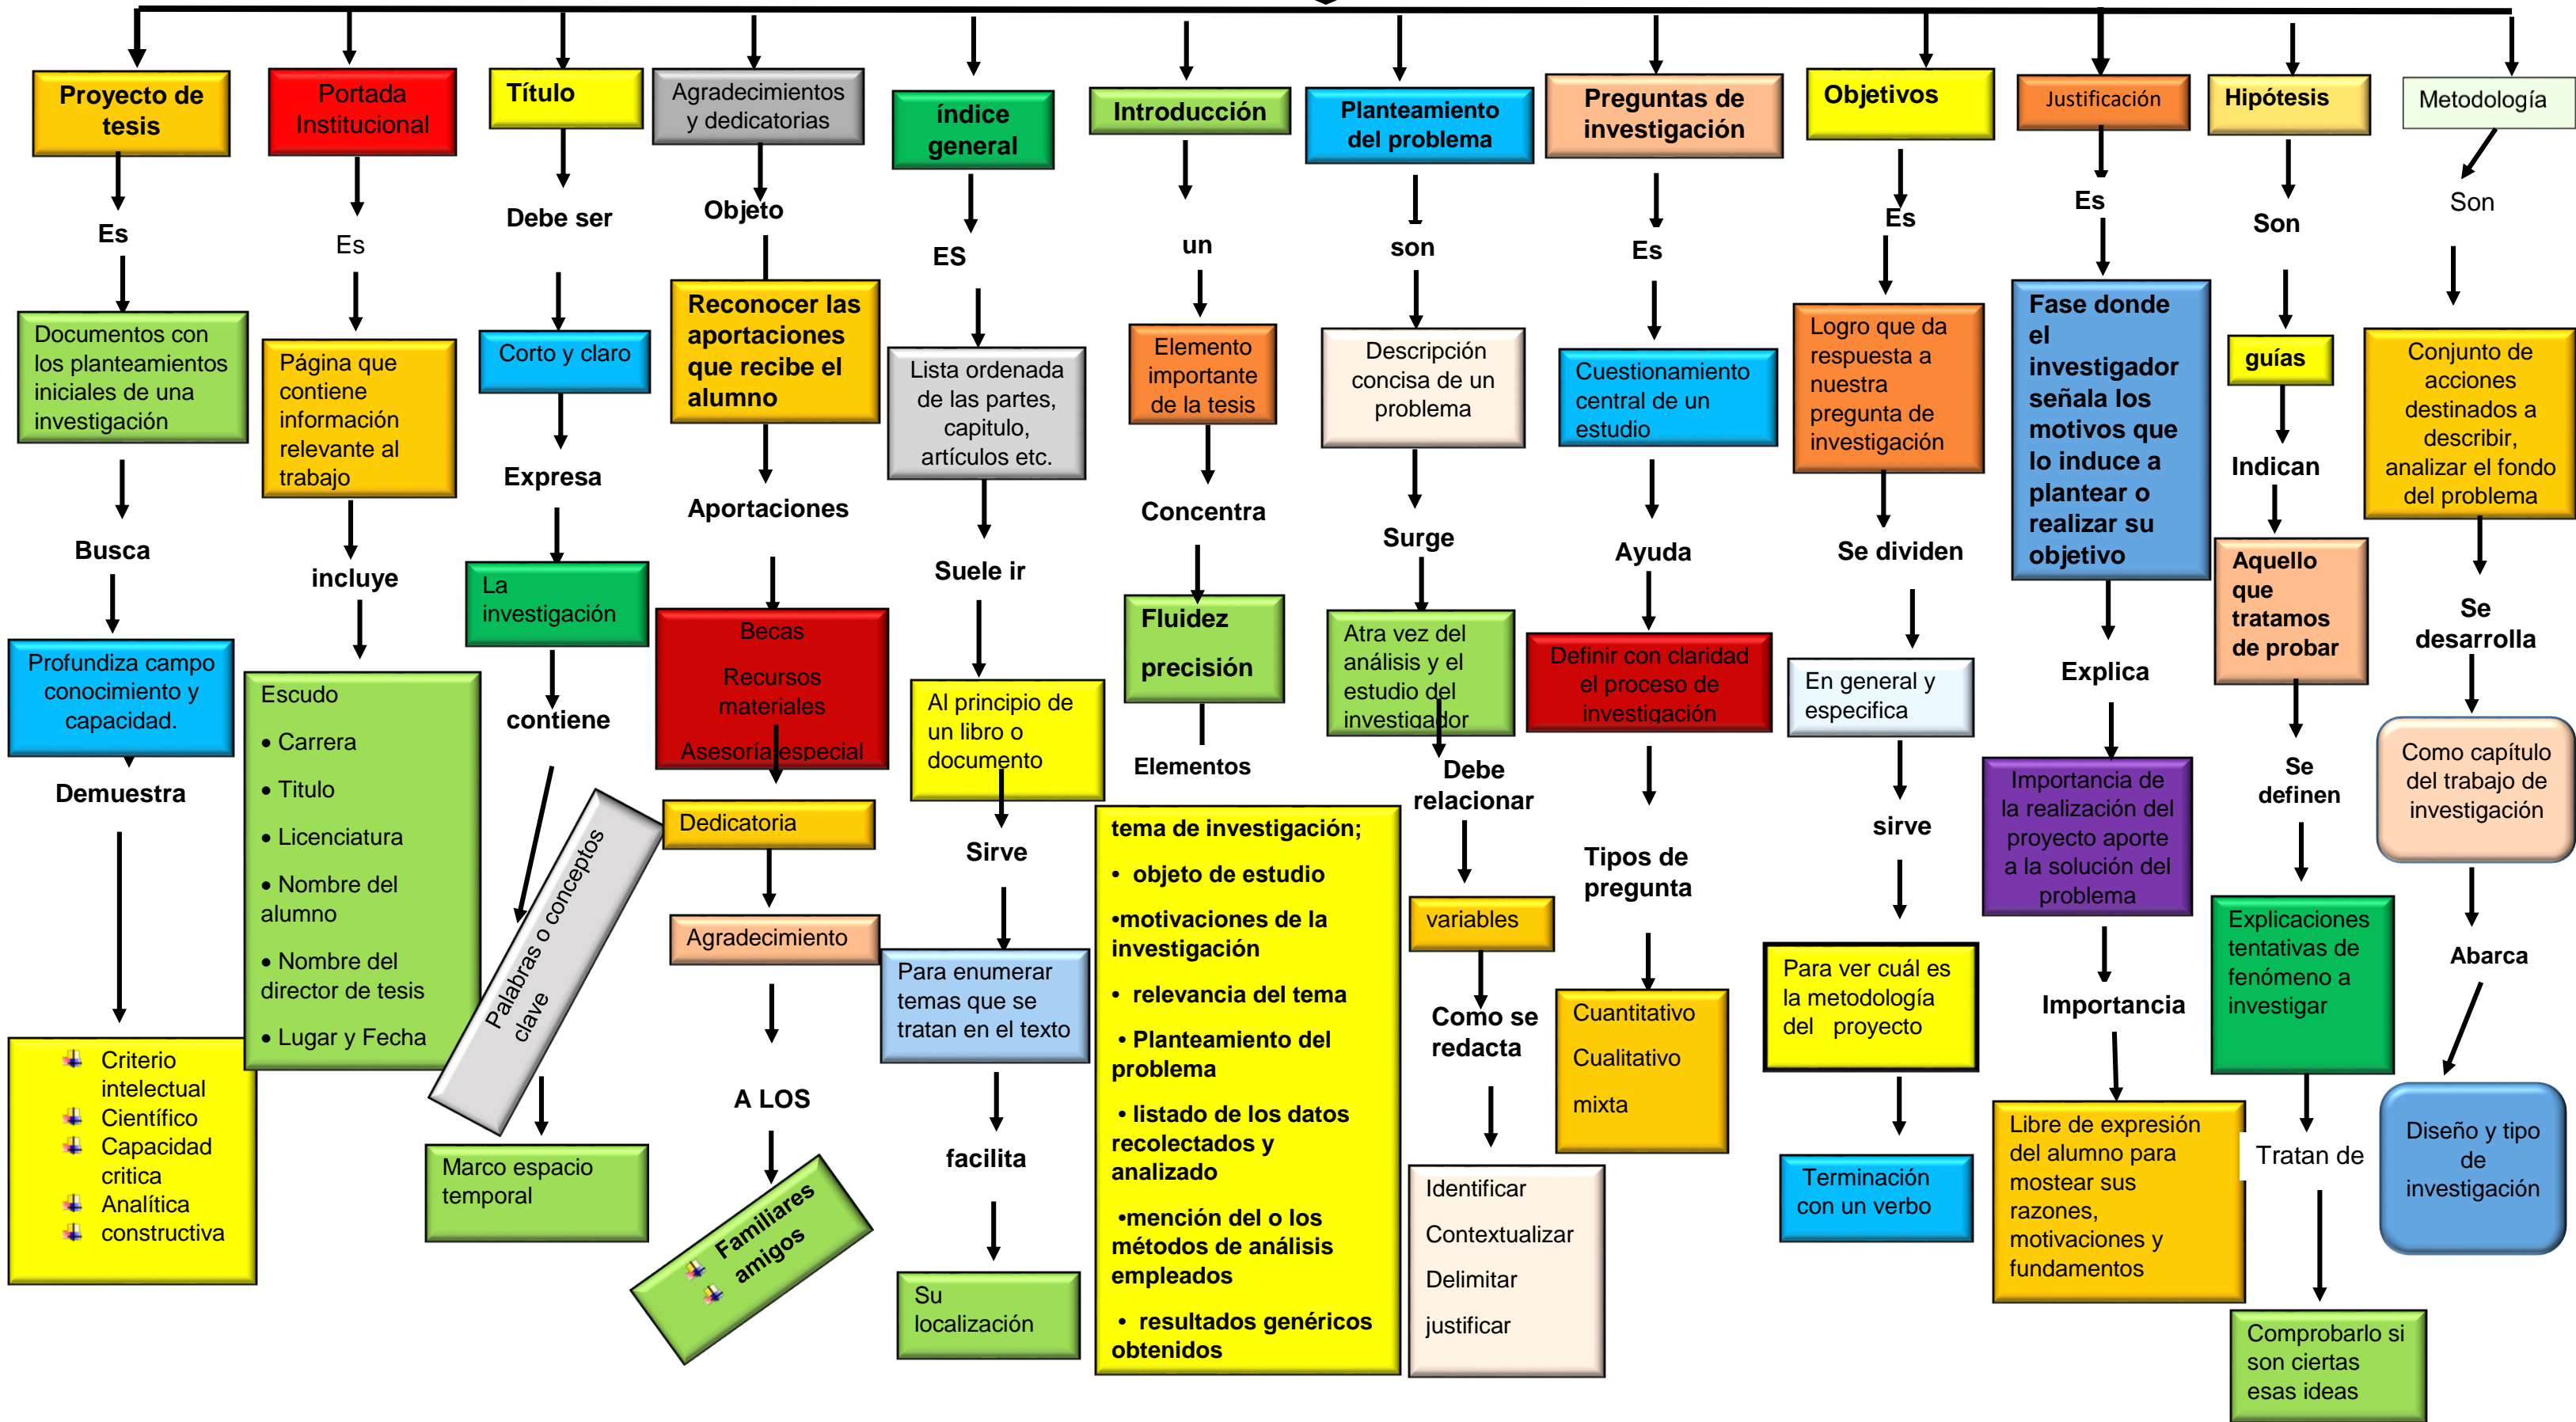 Proyecto de
tesis
Es
Documentos con
los planteamientos
iniciales de una
investigación
Busca
Profundiza campo
conocimiento y
capacidad.
Demuestra
Criterio
intelectual
Científico
Capacidad
critica
Analítica
constructiva
Portada
Institucional
Es
Página que
contiene
información
relevante al
trabajo
incluye
Escudo
• Carrera
• Titulo
• Licenciatura
• Nombre del
alumno
• Nombre del
director de tesis
• Lugar y Fecha
Título
Debe ser
Corto y claro
Expresa
La
investigación
contiene
Palabras o conceptos
clave
Marco espacio
temporal
Agradecimientos
y dedicatorias
Objeto
Reconocer las
aportaciones
que recibe el
alumno
Aportaciones
Becas
Recursos
materiales
Asesoría especial
Dedicatoria
Agradecimiento
A LOS
Familiares
amigos
índice
general
ES
Lista ordenada
de las partes,
capitulo,
artículos etc.
Suele ir
Al principio de
un libro o
documento
Sirve
Para enumerar
temas que se
tratan en el texto
facilita
Su
localización
Introducción
un
Elemento
importante
de la tesis
Concentra
Fluidez
precisión
Elementos
tema de investigación;
• objeto de estudio
•motivaciones de la
investigación
• relevancia del tema
• Planteamiento del
problema
• listado de los datos
recolectados y
analizado
•mención del o los
métodos de análisis
empleados
• resultados genéricos
obtenidos
Planteamiento
del problema
son
Descripción
concisa de un
problema
Surge
Atra vez del
análisis y el
estudio del
investigador
Debe
relacionar
variables
Como se
redacta
Identificar
Contextualizar
Delimitar
justificar
Preguntas de
investigación
Es
Cuestionamiento
central de un
estudio
Ayuda
Definir con claridad
el proceso de
investigación
Tipos de
pregunta
Cuantitativo
Cualitativo
mixta
Objetivos
Es
Logro que da
respuesta a
nuestra
pregunta de
investigación
Se dividen
En general y
especifica
sirve
Para ver cuál es
la metodología
del proyecto
Terminación
con un verbo
Justificación
Es
Fase donde
el
investigador
señala los
motivos que
lo induce a
plantear o
realizar su
objetivo
Explica
Importancia de
la realización del
proyecto aporte
a la solución del
problema
Importancia
Libre de expresión
del alumno para
mostear sus
razones,
motivaciones y
fundamentos
Hipótesis
Son
guías
Indican
Aquello
que
tratamos
de probar
Se
definen
Explicaciones
tentativas de
fenómeno a
investigar
Tratan de
Comprobarlo si
son ciertas
esas ideas
Metodología
Son
Conjunto de
acciones
destinados a
describir,
analizar el fondo
del problema
Se
desarrolla
Como capítulo
del trabajo de
investigación
Abarca
Diseño y tipo
de
investigación